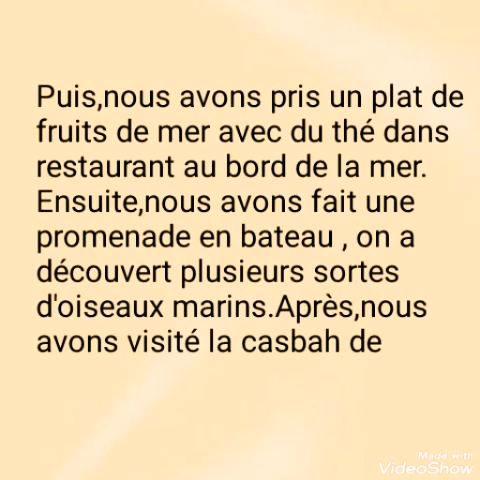 Puis,nous avons pris un plat de
fruits de mer avec du thé dans
restaurant au bord de la mer.
Ensuite,nous avons fait une
promenade en bateau , on a
découvert plusieurs sortes
d'oiseaux marins.Après,nous
avons visité la casbah de
Made with
VideoShow